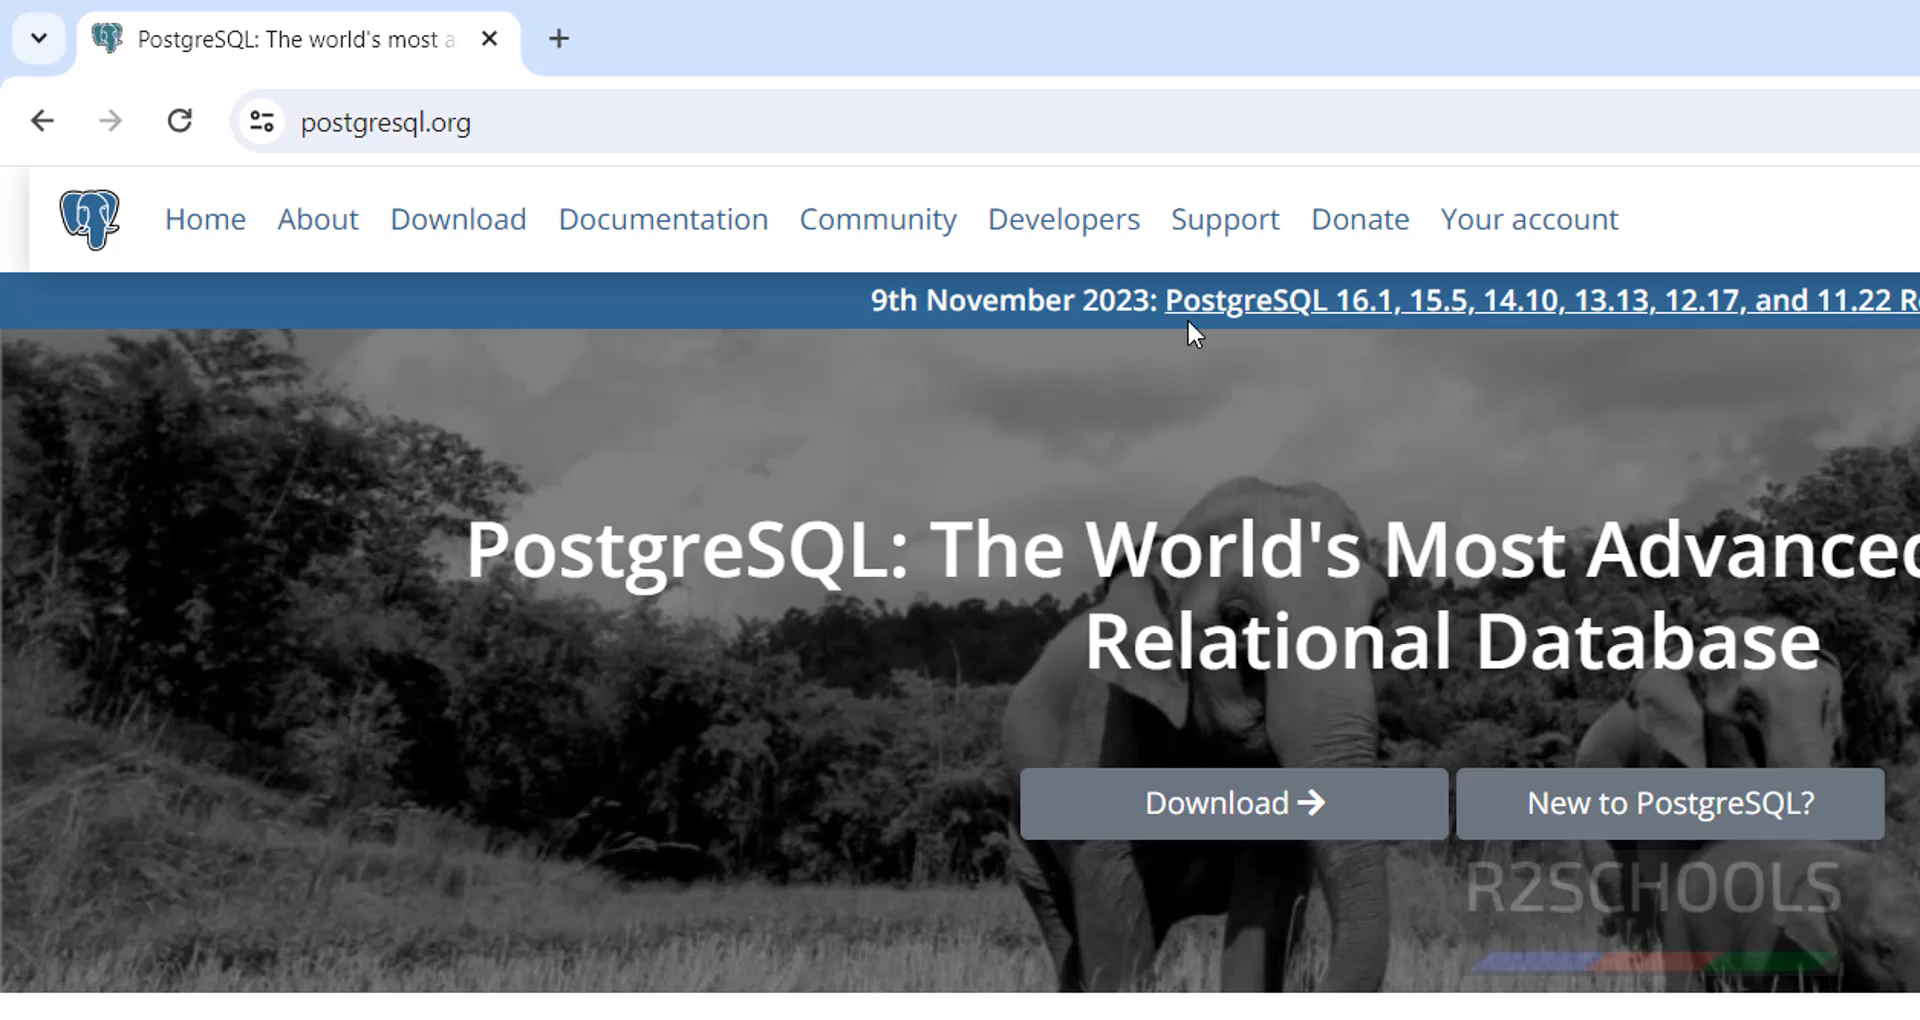 PostgreSQL: The world's most a
postgresql.org
Home About Download Documentation Community Developers Support Donate Your account
9th November 2023: PostgreSQL 16.1, 15.5, 14.10, 13.13, 12.17, and 11.22 R
PostgreSQL: The World's Most Advanced
Relational Database
Download
New to PostgreSQL?
R2SCHOOLS